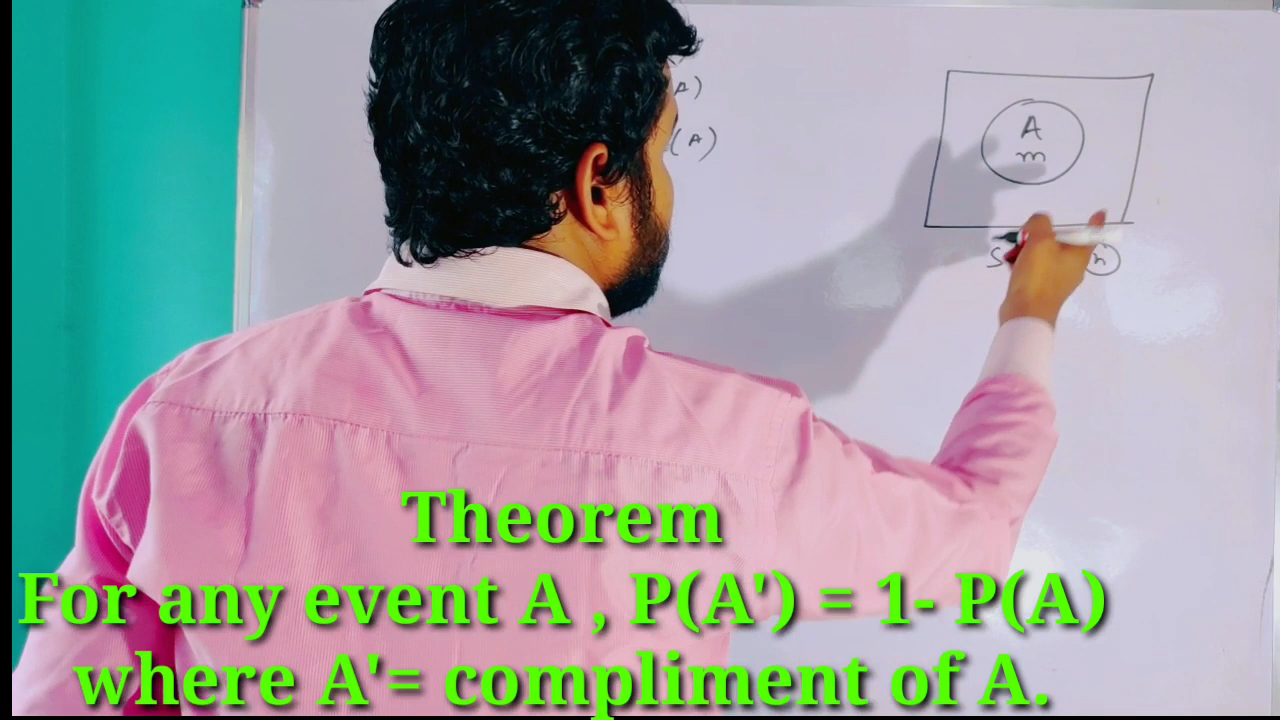 A)
(A)
A
m
S
n
Theorem
For any event A , P(A') = 1- P(A)
where A'= compliment of A.